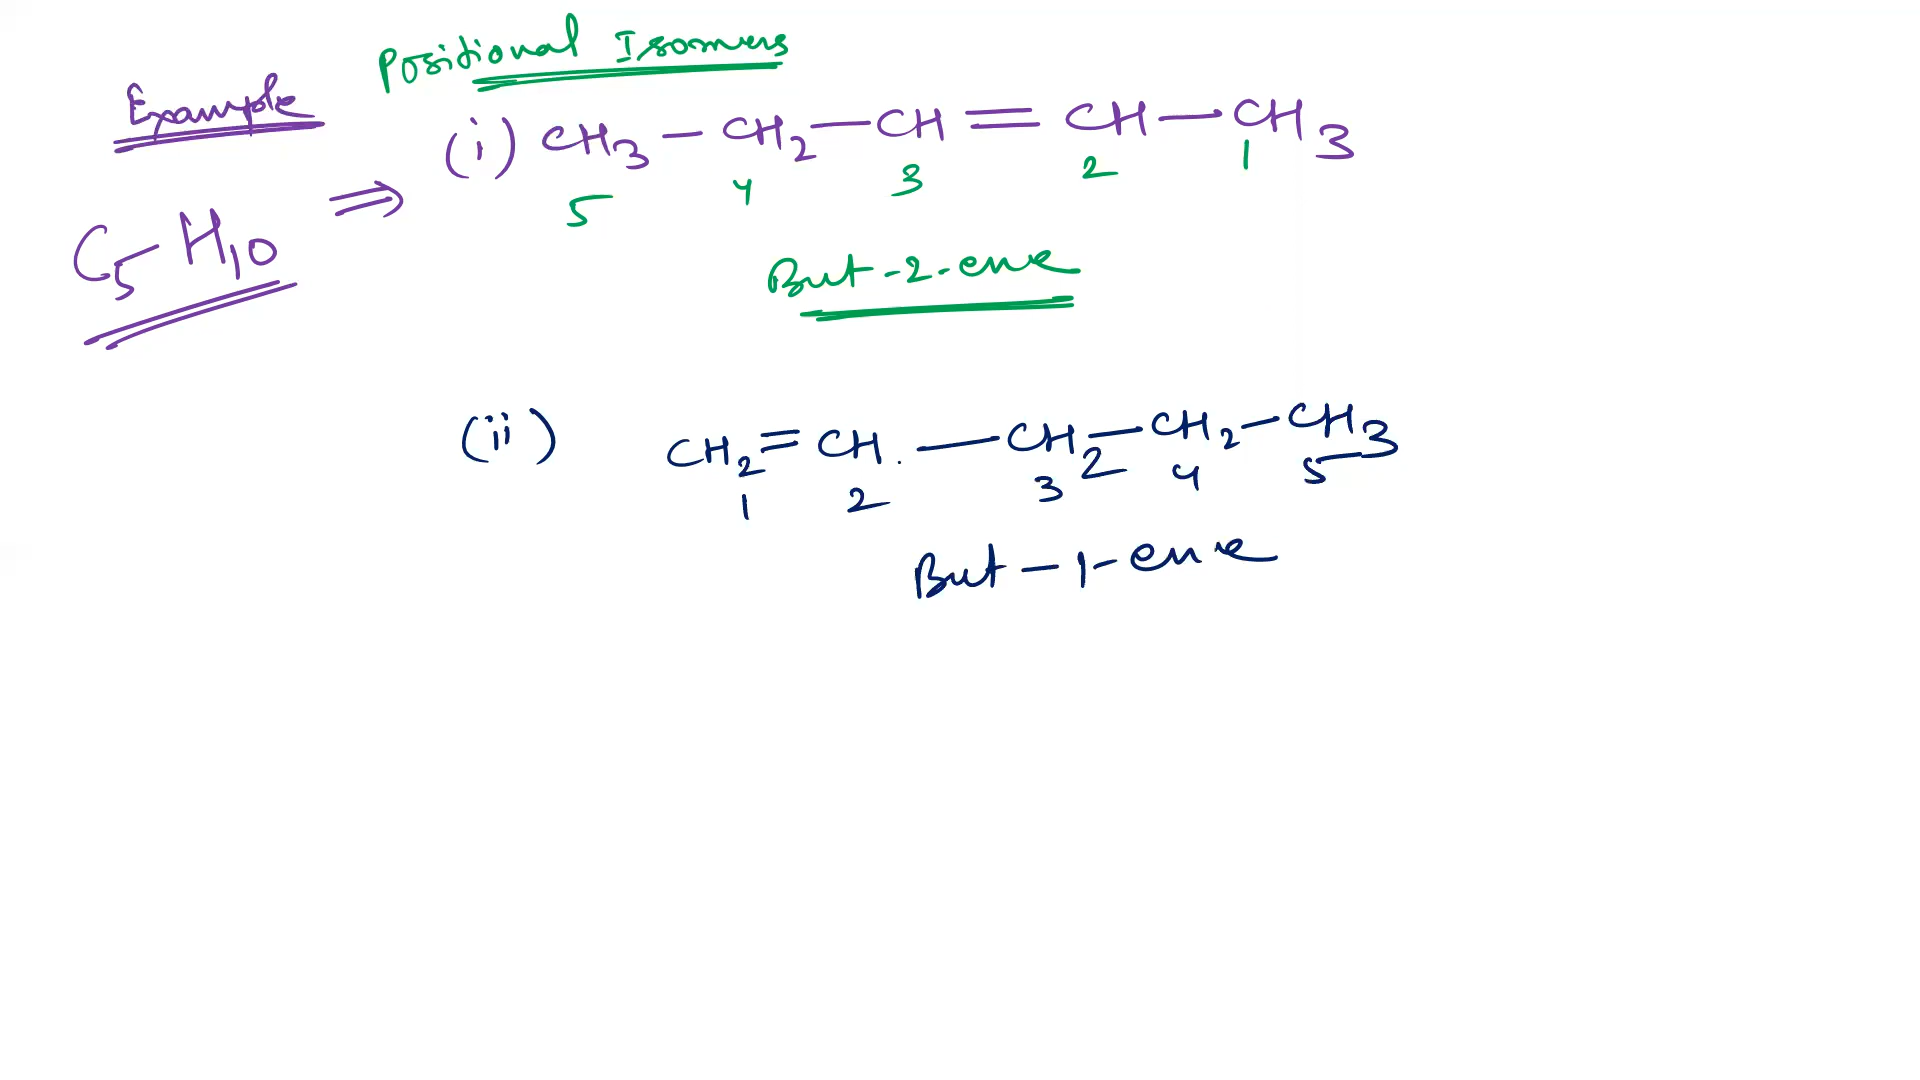 Positional Isomers
Example
(i) CH3 - CH2 - CH = CH - CH3
5 4 3 2 1
C5H10 ⇒
But-2-ene
(ii) CH2 = CH - CH2 - CH2 - CH3
1 2 3 4 5
But-1-ene